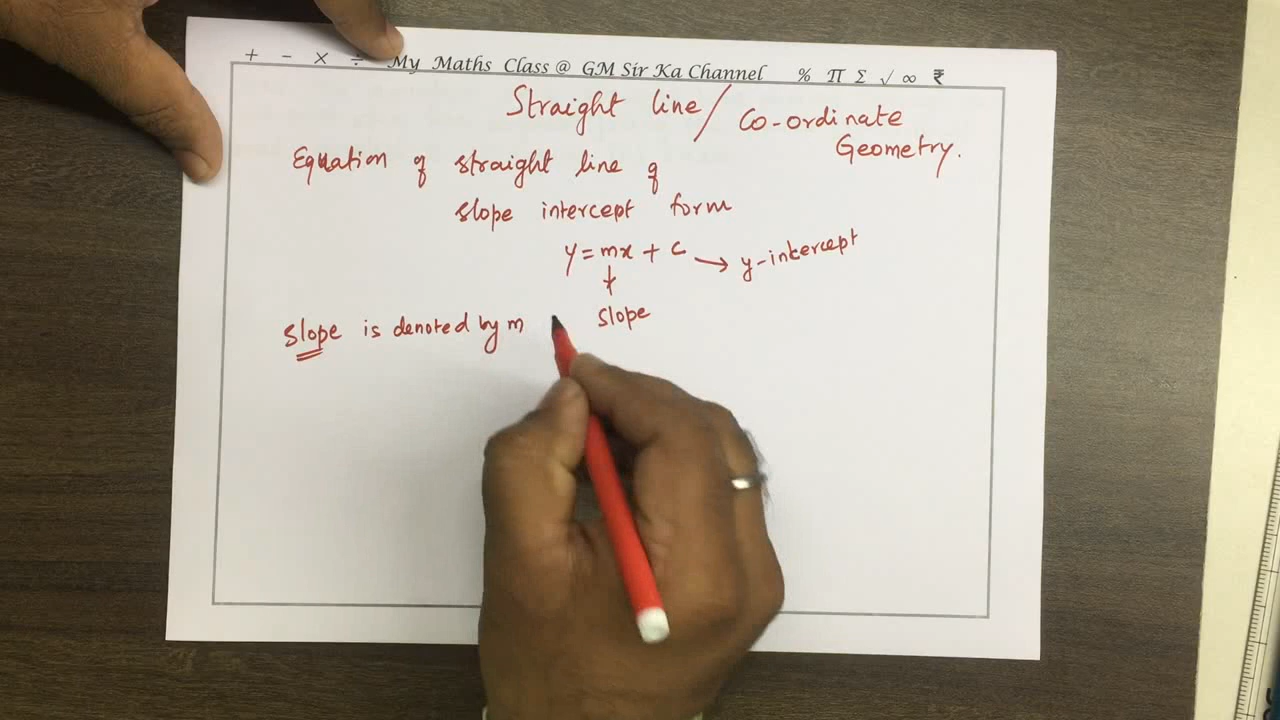 + - × ÷ My Maths Class @ GM Sir Ka Channel % Π Σ √ ∞ ₹
Straight line / Co-ordinate
Geometry.
Equation of straight line of
slope intercept form
y = mx + c → y-intercept
↓
slope
slope is denoted by m